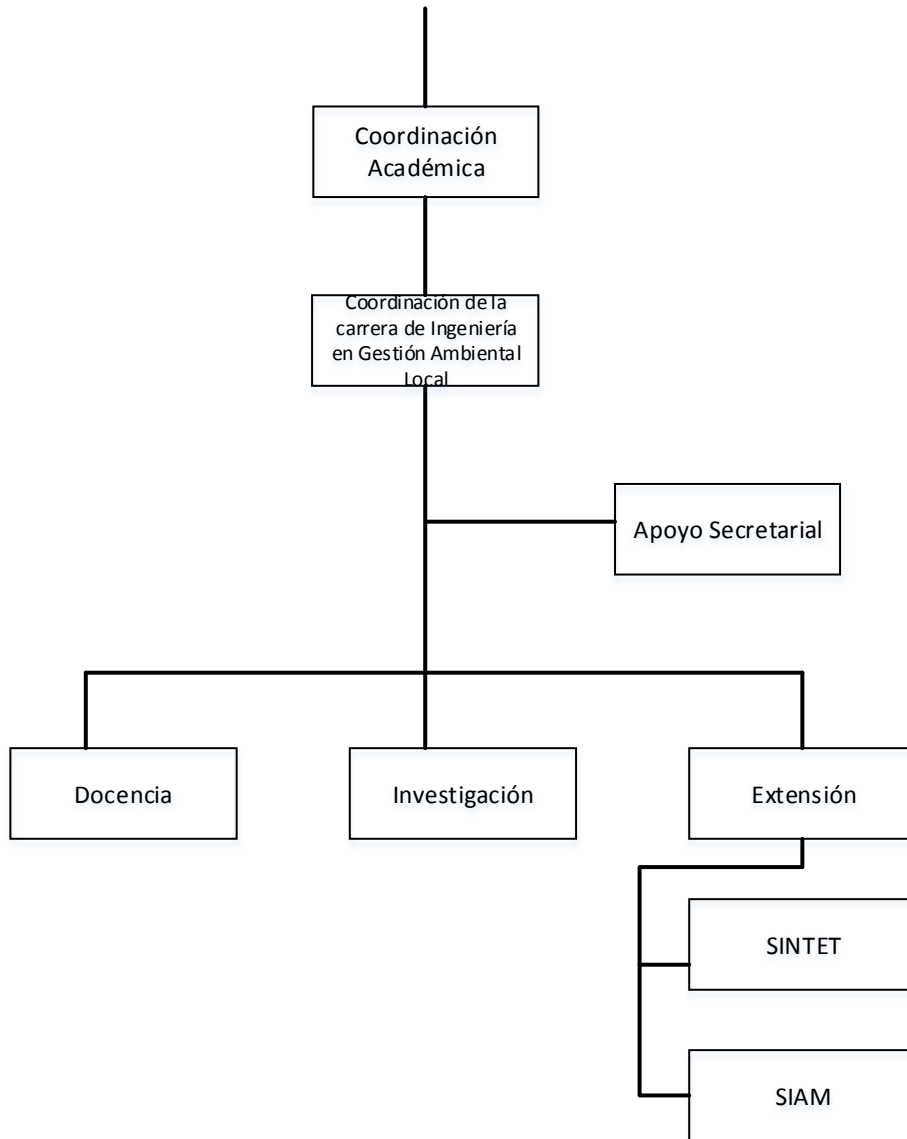 Coordinación
Académica
Coordinación de la
carrera de Ingeniería
en Gestión Ambiental
Local
Apoyo Secretarial
Docencia
Investigación
Extensión
SINTET
SIAM